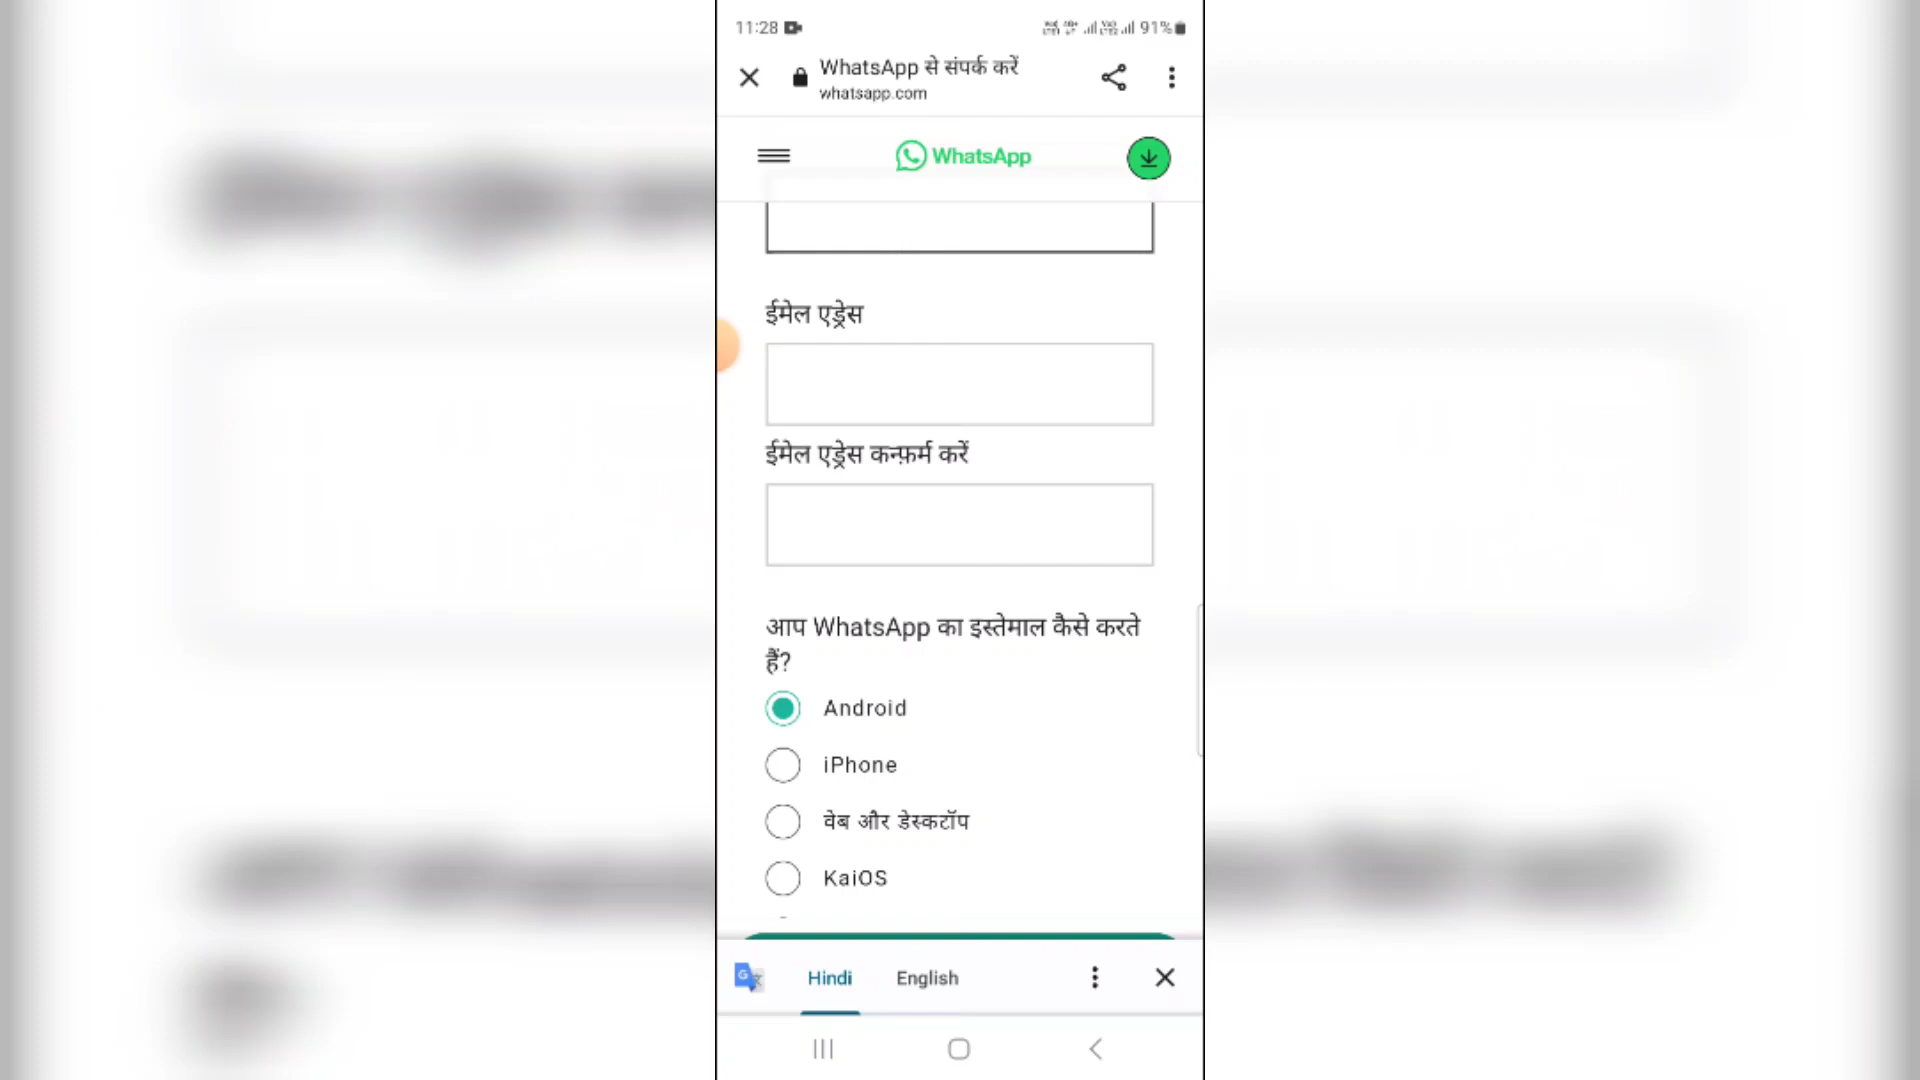 11:28
91%
WhatsApp से संपर्क करें
whatsapp.com
WhatsApp
ईमेल एड्रेस
ईमेल एड्रेस कन्फ़र्म करें
आप WhatsApp का इस्तेमाल कैसे करते
हैं?
Android
iPhone
वेब और डेस्कटॉप
KaiOS
Hindi English